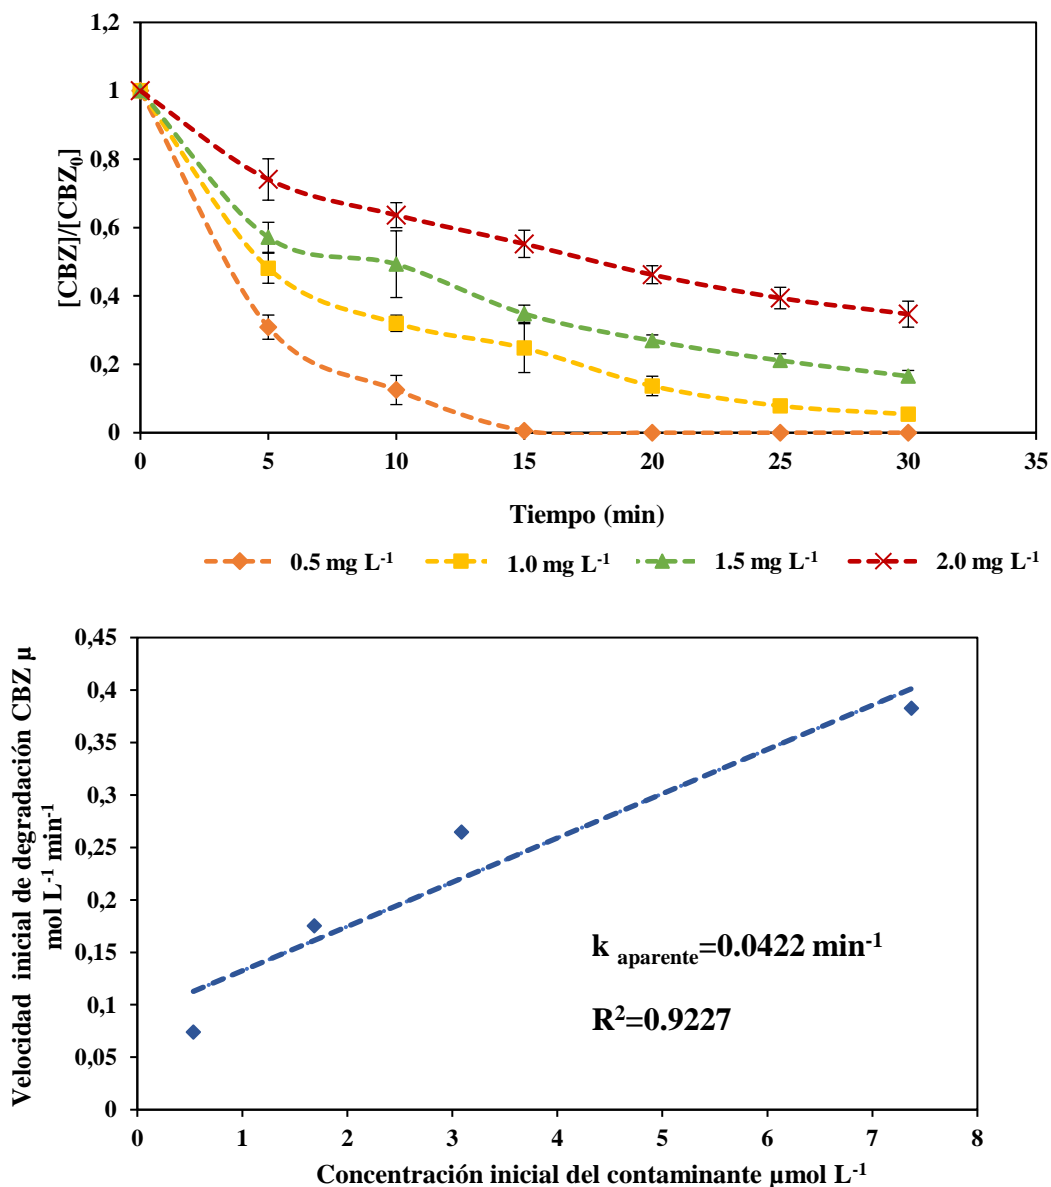 1,2
1
0,8
0,6
0,4
0,2
0
[CBZ]/[CBZ₀]
0 5 10 15 20 25 30 35
Tiempo (min)
0.5 mg L⁻¹ 1.0 mg L⁻¹ 1.5 mg L⁻¹ 2.0 mg L⁻¹
0,45
0,4
0,35
0,3
0,25
0,2
0,15
0,1
0,05
0
Velocidad inicial de degradación CBZ µ
mol L⁻¹ min⁻¹
k aparente=0.0422 min⁻¹
R²=0.9227
0 1 2 3 4 5 6 7 8
Concentración inicial del contaminante µmol L⁻¹